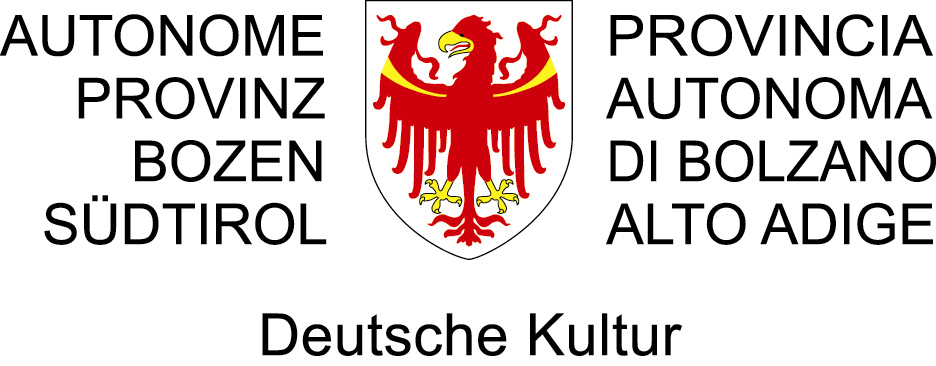 AUTONOME
PROVINZ
BOZEN
SÜDTIROL
PROVINCIA
AUTONOMA
DI BOLZANO
ALTO ADIGE
Deutsche Kultur